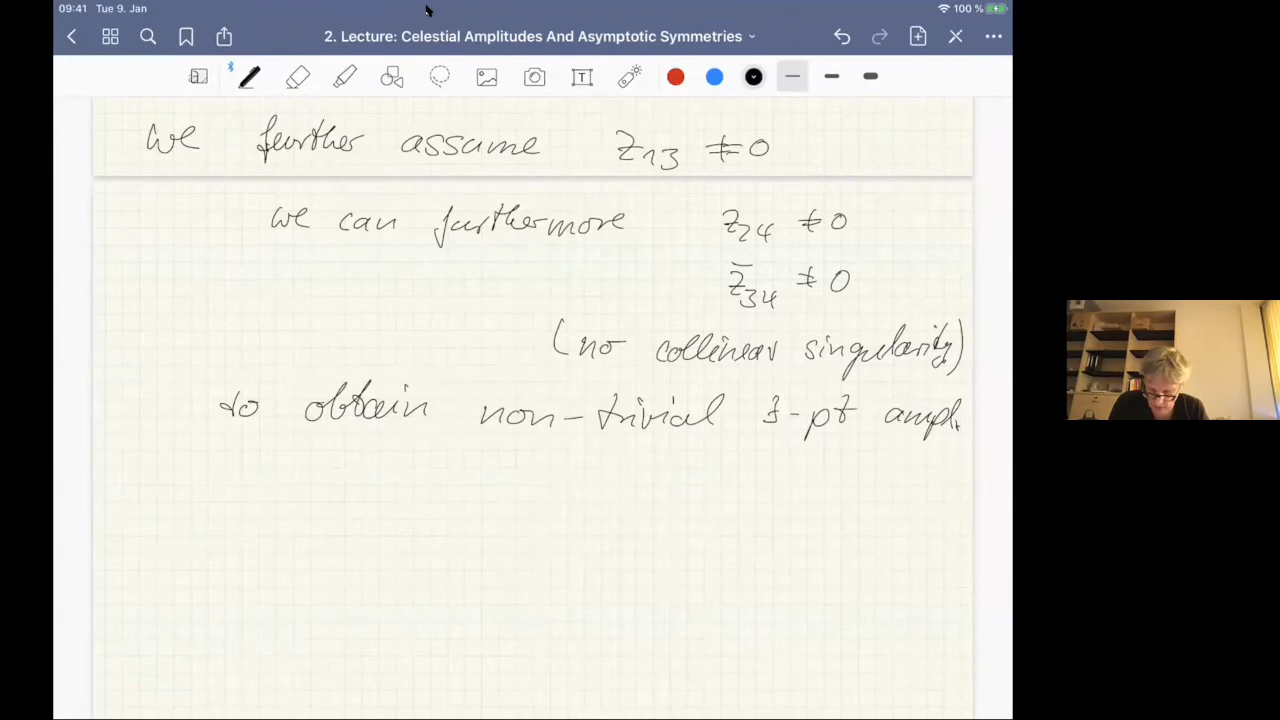 09:41 Tue 9. Jan
100 %
2. Lecture: Celestial Amplitudes And Asymptotic Symmetries
We further assume z₁₃ ≠ 0
we can furthermore z₂₄ ≠ 0
z̄₃₄ ≠ 0
(no collinear singularity)
to obtain non-trivial 3-pt ampl.